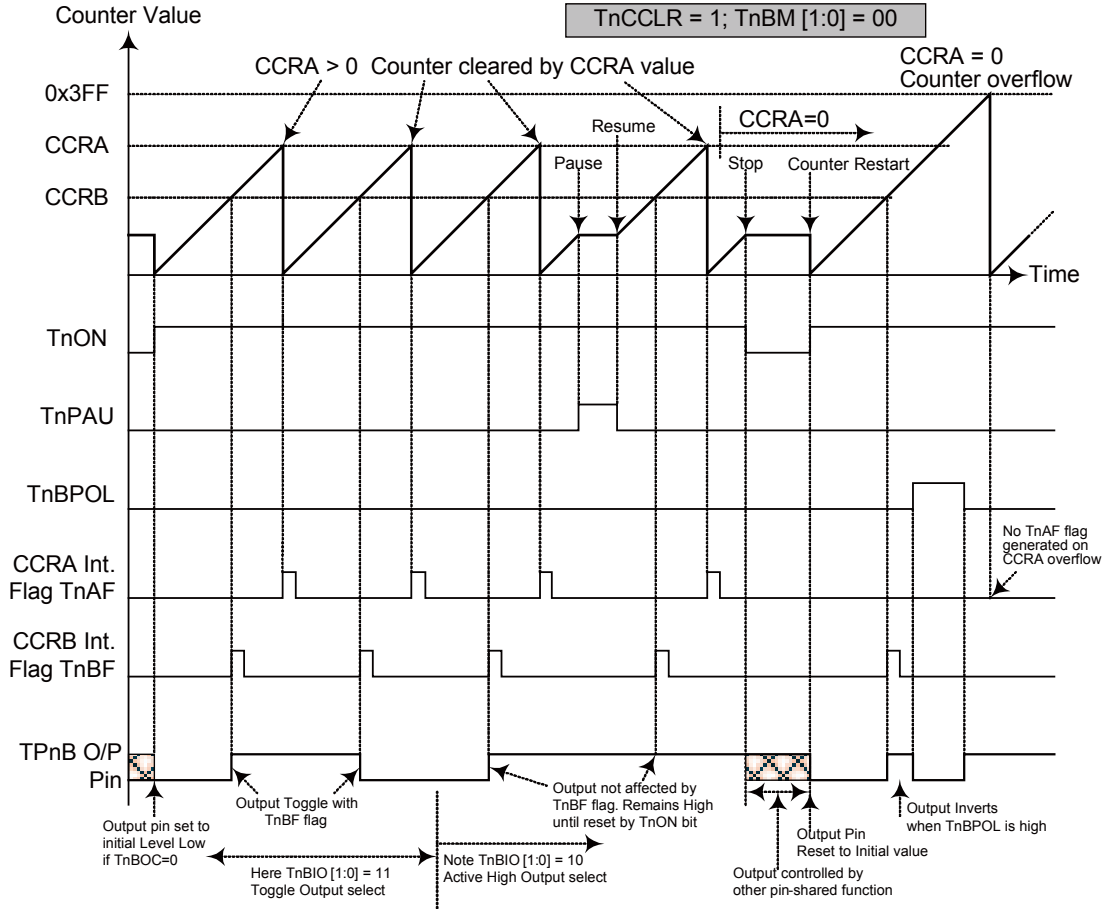 Counter Value
TnCCLR = 1; TnBM [1:0] = 00
CCRA > 0 Counter cleared by CCRA value
CCRA = 0
Counter overflow
0x3FF
CCRA=0
Resume
CCRA
Pause
Stop
Counter Restart
CCRB
Time
TnON
TnPAU
TnBPOL
No TnAF flag
generated on
CCRA overflow
CCRA Int.
Flag TnAF
CCRB Int.
Flag TnBF
TPnB O/P
Pin
Output pin set to
initial Level Low
if TnBOC=0
Output Toggle with
TnBF flag
Output not affected by
TnBF flag. Remains High
until reset by TnON bit
Output Inverts
when TnBPOL is high
Output Pin
Reset to Initial value
Here TnBIO [1:0] = 11
Toggle Output select
Note TnBIO [1:0] = 10
Active High Output select
Output controlled by
other pin-shared function